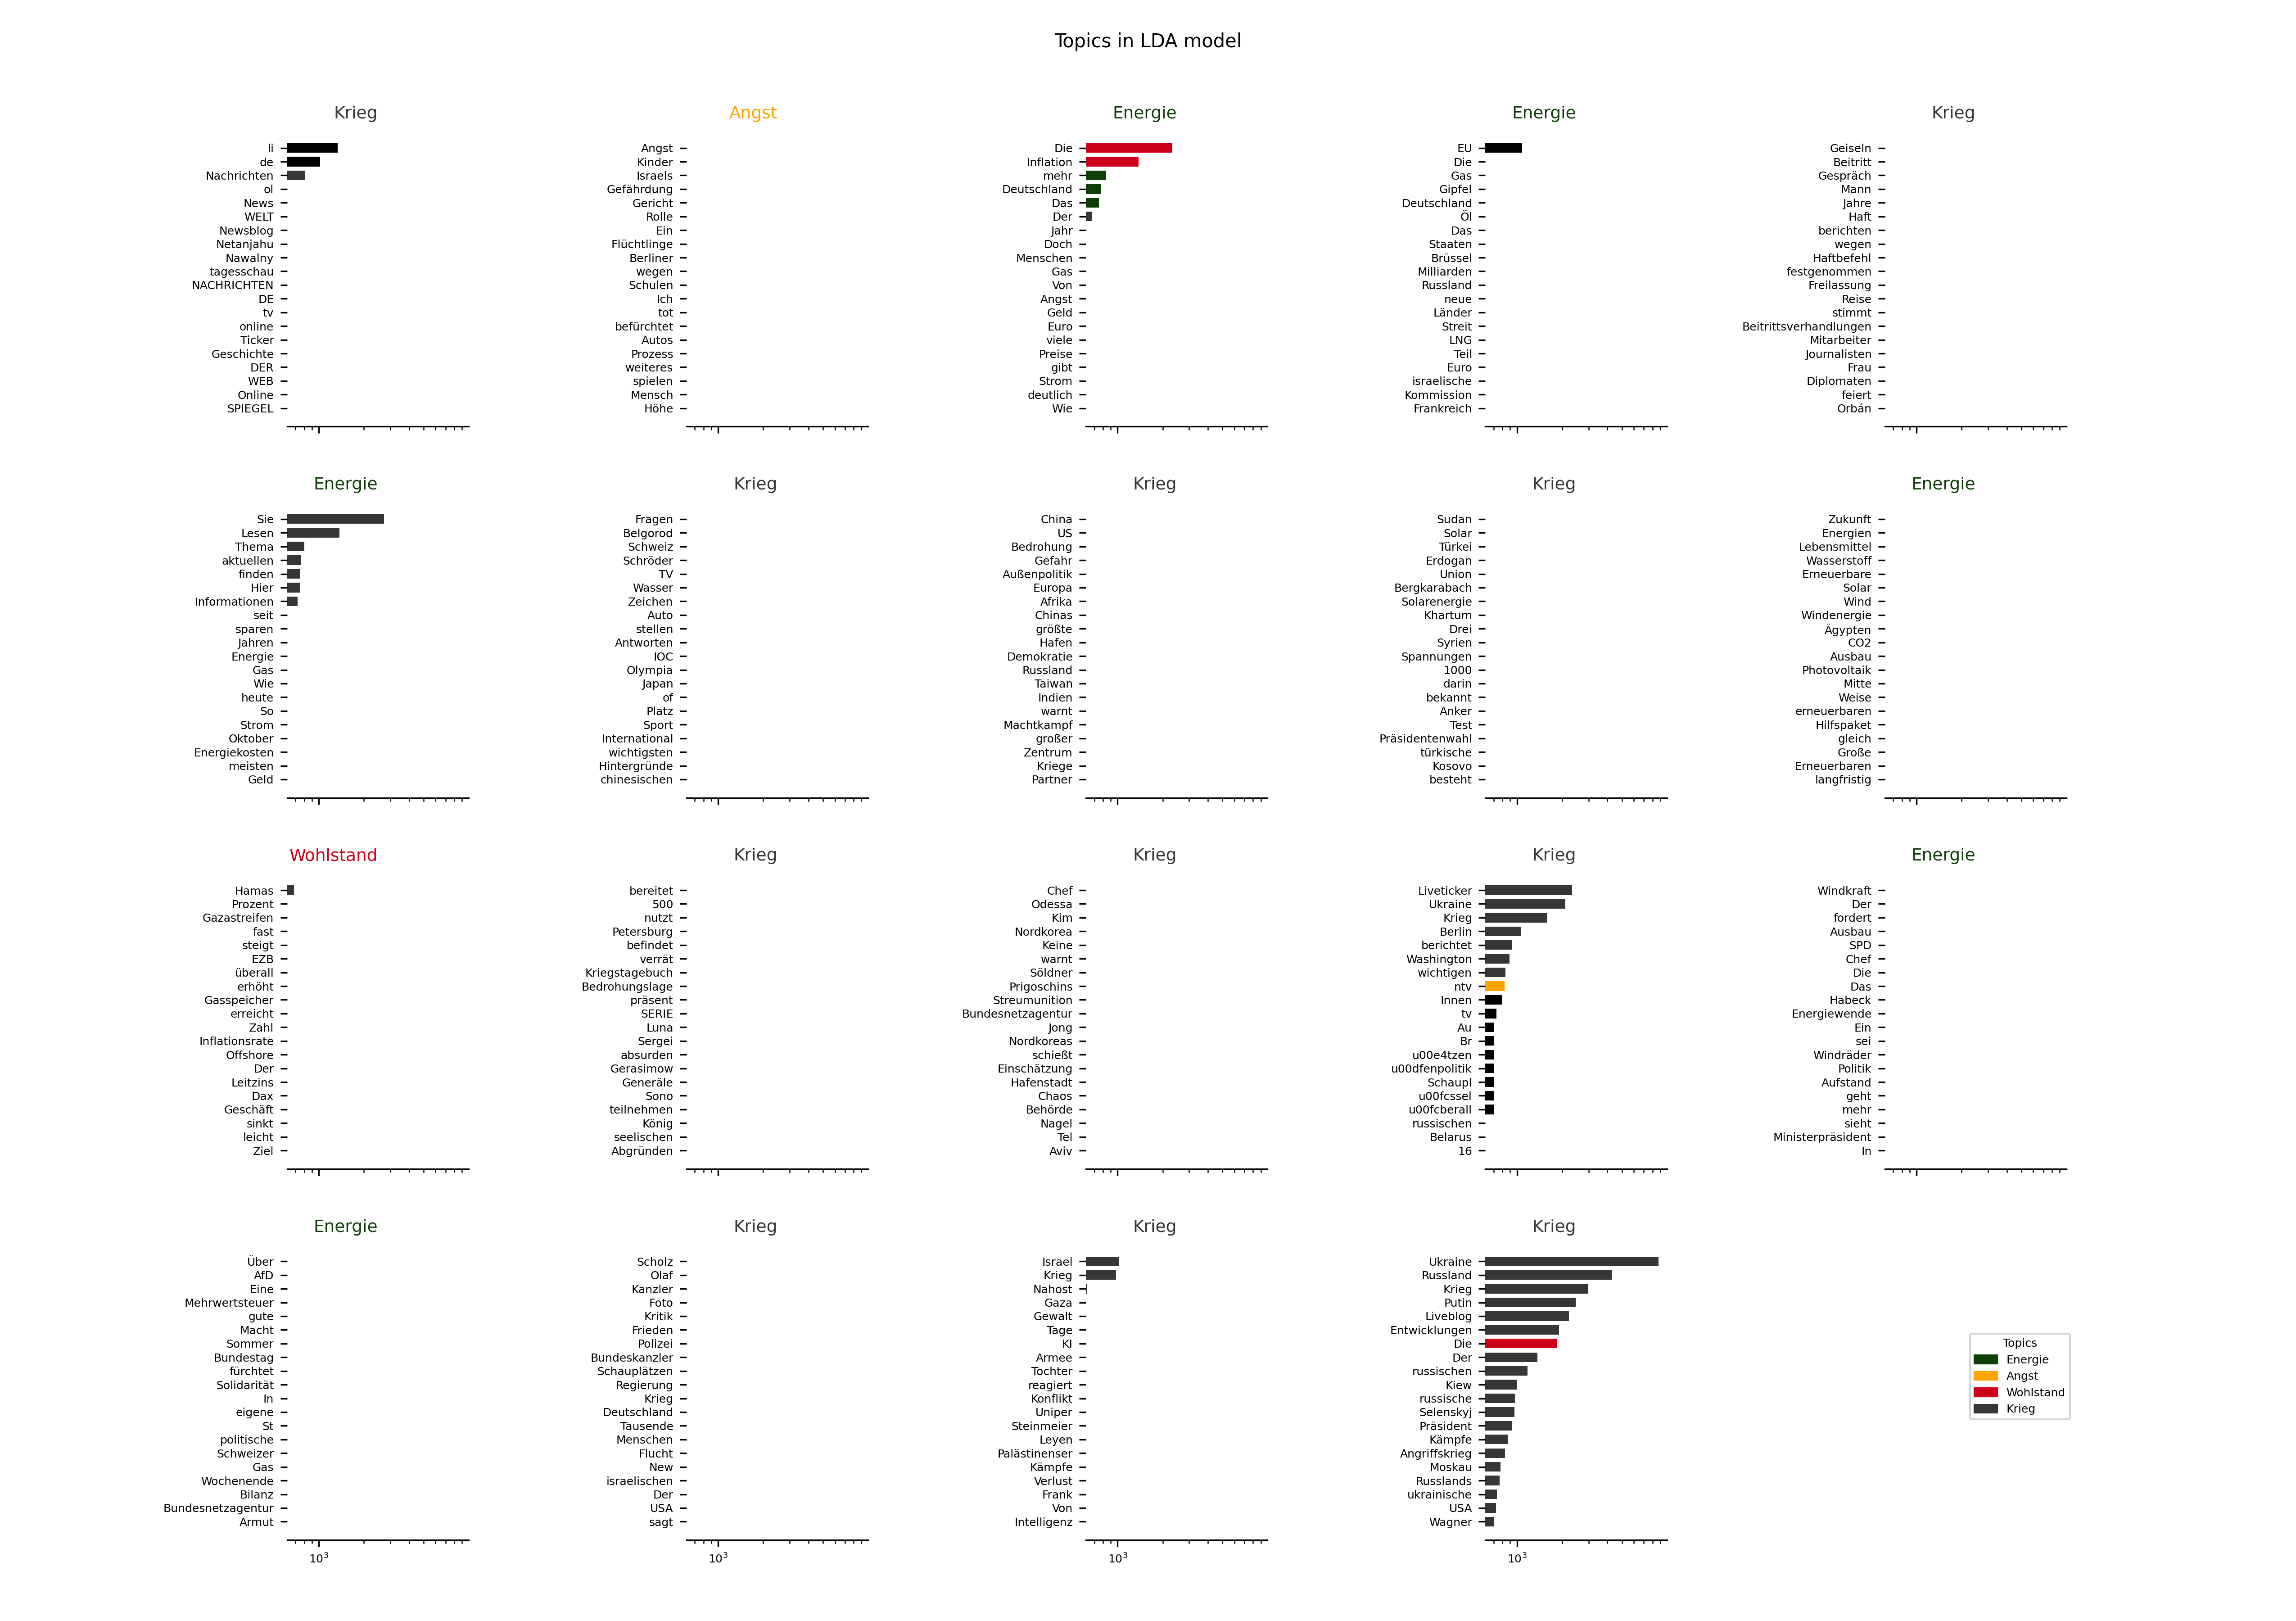 Topics in LDA model
Krieg
li
de
Nachrichten
ol
News
WELT
Newsblog
Netanjahu
Nawalny
tagesschau
NACHRICHTEN
DE
tv
online
Ticker
Geschichte
DER
WEB
Online
SPIEGEL
Angst
Angst
Kinder
Israels
Gefährdung
Gericht
Rolle
Ein
Flüchtlinge
Berliner
wegen
Schulen
Ich
tot
befürchtet
Autos
Prozess
weiteres
spielen
Mensch
Höhe
Energie
Die
Inflation
mehr
Deutschland
Das
Der
Jahr
Doch
Menschen
Gas
Von
Angst
Geld
Euro
viele
Preise
gibt
Strom
deutlich
Wie
Energie
EU
Die
Gas
Gipfel
Deutschland
Öl
Das
Staaten
Brüssel
Milliarden
Russland
neue
Länder
Streit
LNG
Teil
Euro
israelische
Kommission
Frankreich
Krieg
Geiseln
Beitritt
Gespräch
Mann
Jahre
Haft
berichten
wegen
Haftbefehl
festgenommen
Freilassung
Reise
stimmt
Beitrittsverhandlungen
Mitarbeiter
Journalisten
Frau
Diplomaten
feiert
Orbán
Energie
Sie
Lesen
Thema
aktuellen
finden
Hier
Informationen
seit
sparen
Jahren
Energie
Gas
Wie
heute
So
Strom
Oktober
Energiekosten
meisten
Geld
Krieg
Fragen
Belgorod
Schweiz
Schröder
TV
Wasser
Zeichen
Auto
stellen
Antworten
IOC
Olympia
Japan
of
Platz
Sport
International
wichtigsten
Hintergründe
chinesischen
Krieg
China
US
Bedrohung
Gefahr
Außenpolitik
Europa
Afrika
Chinas
größte
Hafen
Demokratie
Russland
Taiwan
Indien
warnt
Machtkampf
großer
Zentrum
Kriege
Partner
Krieg
Sudan
Solar
Türkei
Erdogan
Union
Bergkarabach
Solarenergie
Khartum
Drei
Syrien
Spannungen
1000
darin
bekannt
Anker
Test
Präsidentenwahl
türkische
Kosovo
besteht
Energie
Zukunft
Energien
Lebensmittel
Wasserstoff
Erneuerbare
Solar
Wind
Windenergie
Ägypten
CO2
Ausbau
Photovoltaik
Mitte
Weise
erneuerbaren
Hilfspaket
gleich
Große
Erneuerbaren
langfristig
Wohlstand
Hamas
Prozent
Gazastreifen
fast
steigt
EZB
überall
erhöht
Gasspeicher
erreicht
Zahl
Inflationsrate
Offshore
Der
Leitzins
Dax
Geschäft
sinkt
leicht
Ziel
Krieg
bereitet
500
nutzt
Petersburg
befindet
verrät
Kriegstagebuch
Bedrohungslage
präsent
SERIE
Luna
Sergei
absurden
Gerasimow
Generäle
Sono
teilnehmen
König
seelischen
Abgründen
Krieg
Chef
Odessa
Kim
Nordkorea
Keine
warnt
Söldner
Prigoschins
Streumunition
Bundesnetzagentur
Jong
Nordkoreas
schießt
Einschätzung
Hafenstadt
Chaos
Behörde
Nagel
Tel
Aviv
Krieg
Liveticker
Ukraine
Krieg
Berlin
berichtet
Washington
wichtigen
ntv
Innen
tv
Au
Br
u00e4tzen
u00dfenpolitik
Schaupl
u00fcssel
u00fcberall
russischen
Belarus
16
Energie
Windkraft
Der
fordert
Ausbau
SPD
Chef
Die
Das
Habeck
Energiewende
Ein
sei
Windräder
Politik
Aufstand
geht
mehr
sieht
Ministerpräsident
In
Energie
Über
AfD
Eine
Mehrwertsteuer
gute
Macht
Sommer
Bundestag
fürchtet
Solidarität
In
eigene
St
politische
Schweizer
Gas
Wochenende
Bilanz
Bundesnetzagentur
Armut
10³
Krieg
Scholz
Olaf
Kanzler
Foto
Kritik
Frieden
Polizei
Bundeskanzler
Schauplätzen
Regierung
Krieg
Deutschland
Tausende
Menschen
Flucht
New
israelischen
Der
USA
sagt
10³
Krieg
Israel
Krieg
Nahost
Gaza
Gewalt
Tage
KI
Armee
Tochter
reagiert
Konflikt
Uniper
Steinmeier
Leyen
Palästinenser
Kämpfe
Verlust
Frank
Von
Intelligenz
10³
Krieg
Ukraine
Russland
Krieg
Putin
Liveblog
Entwicklungen
Die
Der
russischen
Kiew
russische
Selenskyj
Präsident
Kämpfe
Angriffskrieg
Moskau
Russlands
ukrainische
USA
Wagner
10³
Topics
Energie
Angst
Wohlstand
Krieg